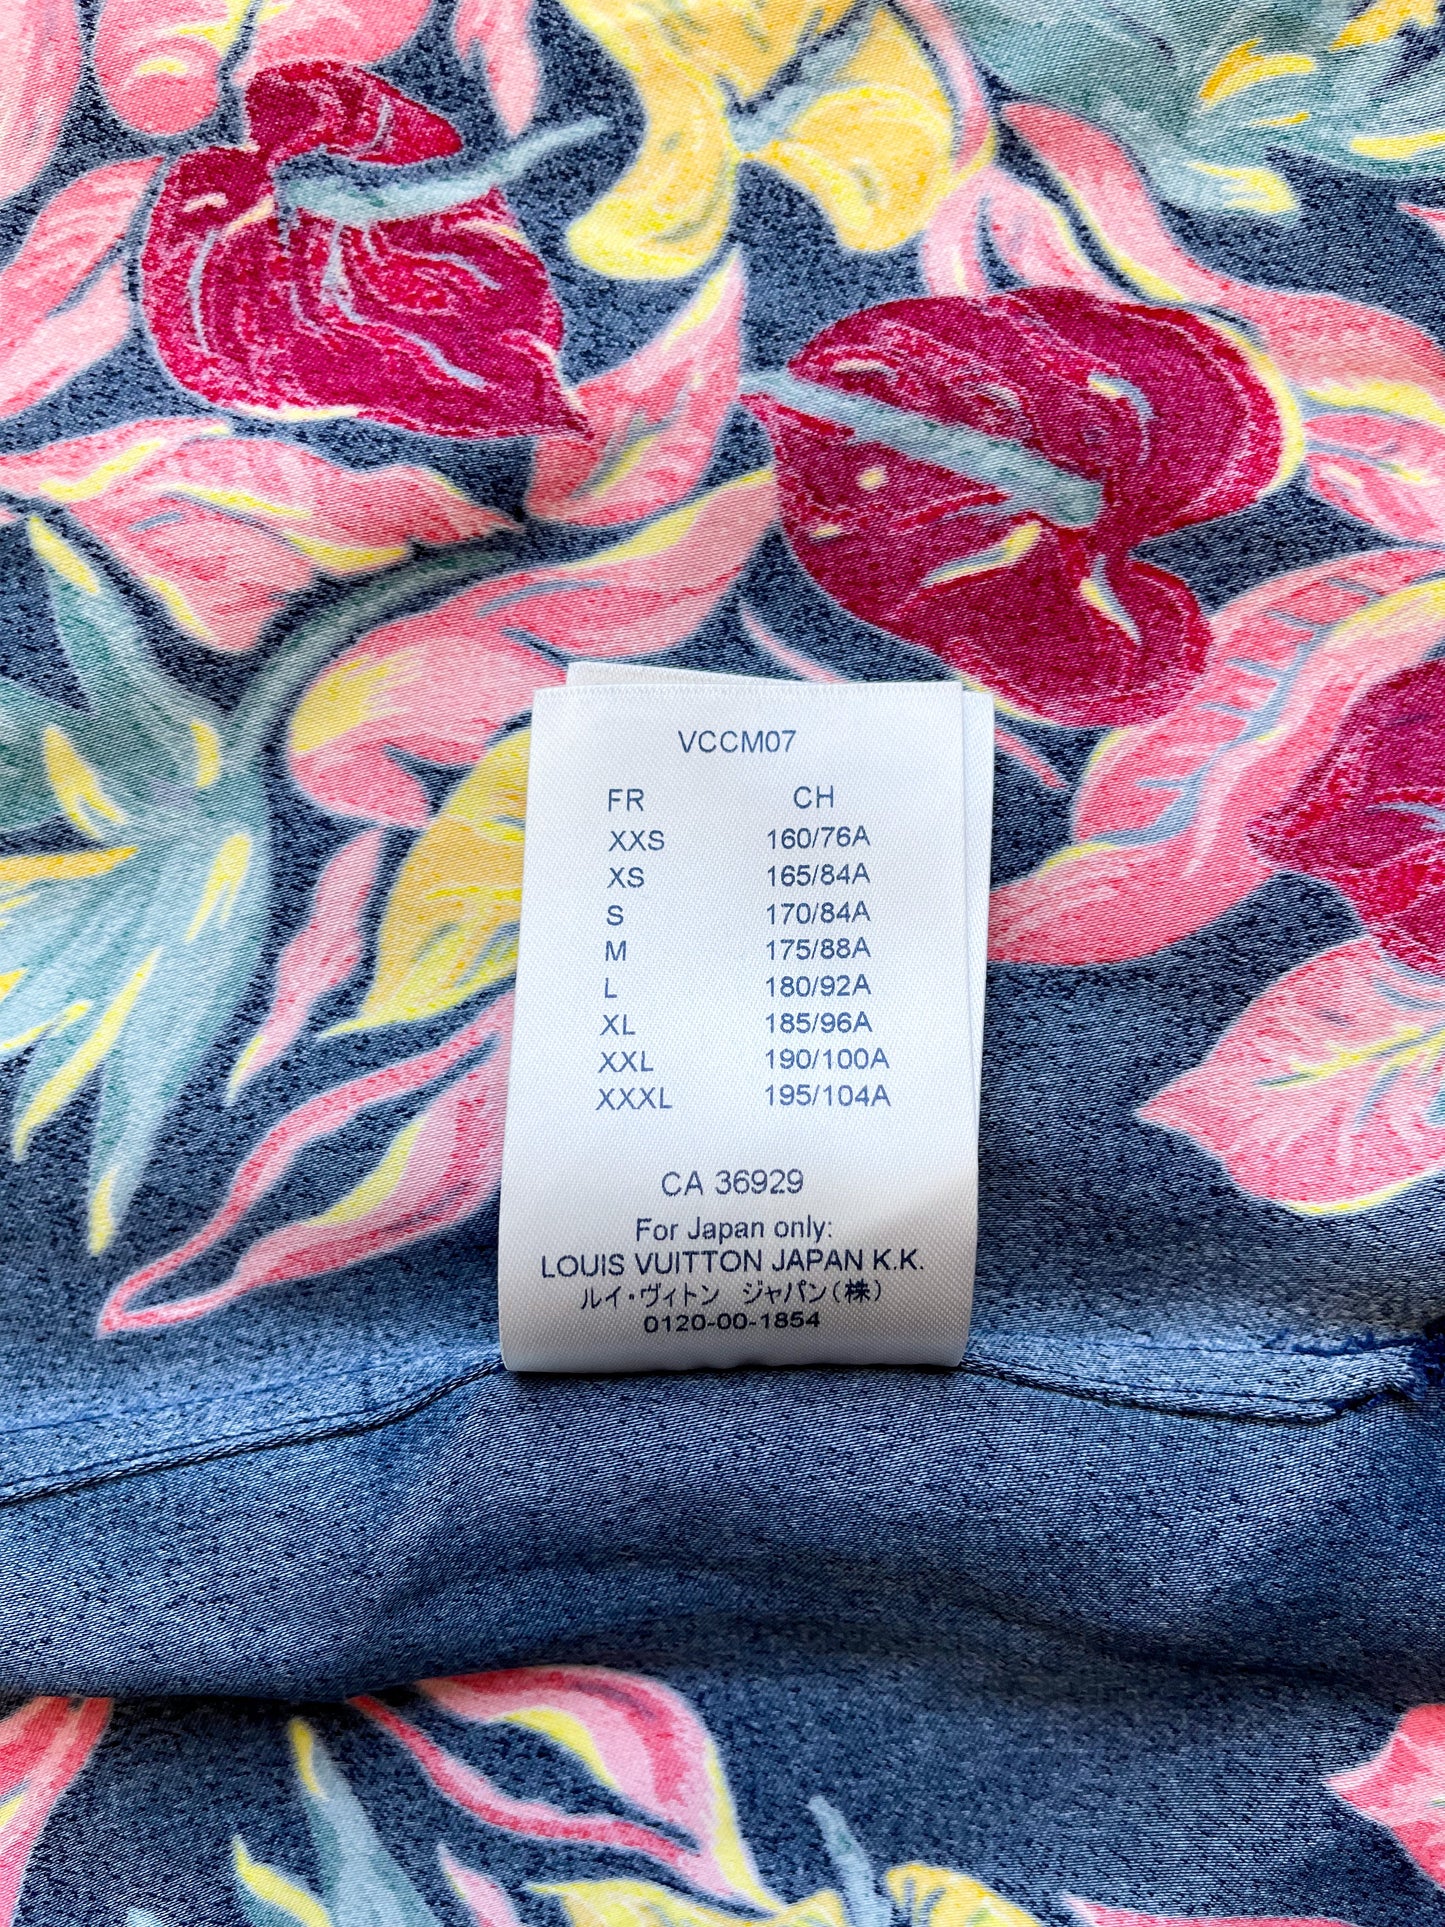 VCCM07
FR CH
XXS 160/76A
XS 165/84A
S 170/84A
M 175/88A
L 180/92A
XL 185/96A
XXL 190/100A
XXXL 195/104A
CA 36929
For Japan only:
LOUIS VUITTON JAPAN K.K.
ルイ・ヴィトン ジャパン(株)
0120-00-1854